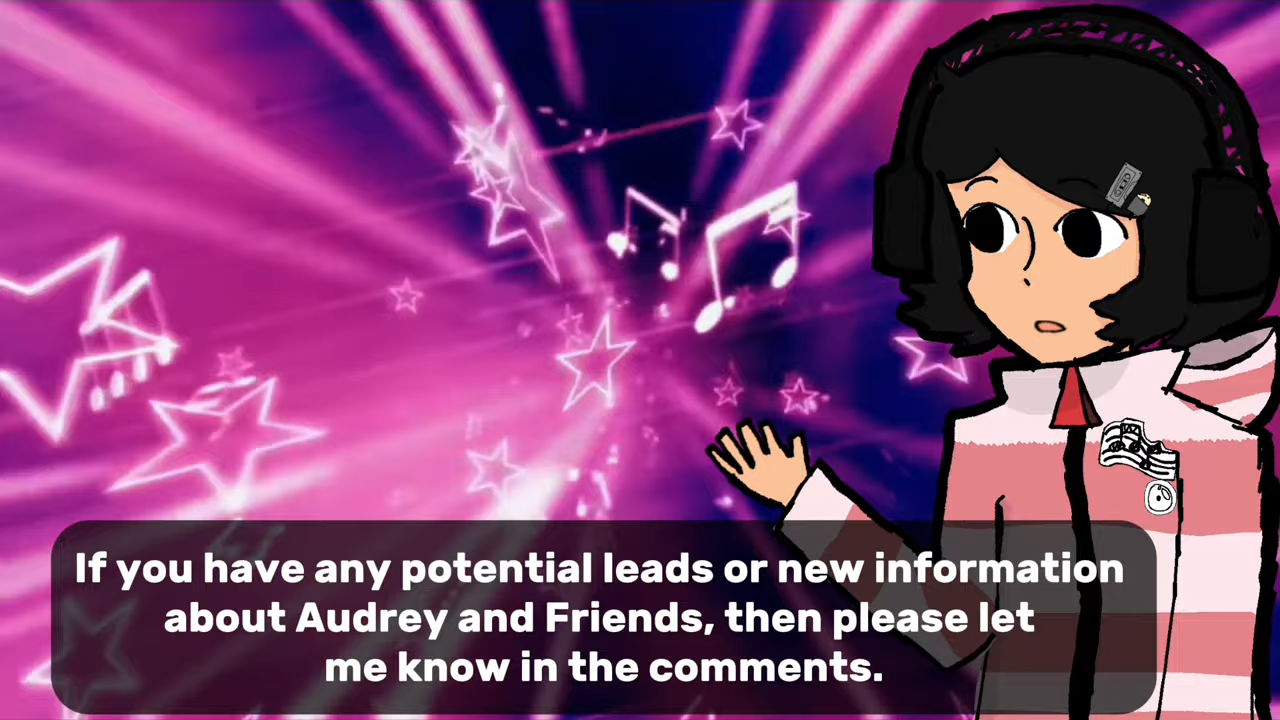 If you have any potential leads or new information
about Audrey and Friends, then please let
me know in the comments.